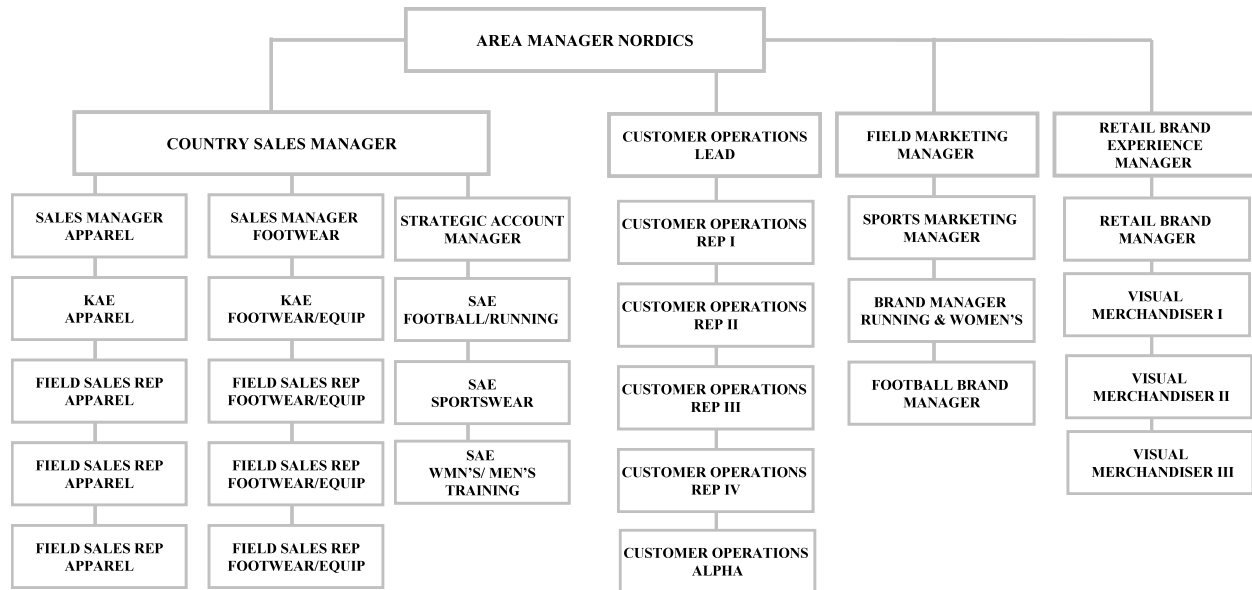 AREA MANAGER NORDICS
COUNTRY SALES MANAGER
CUSTOMER OPERATIONS
LEAD
FIELD MARKETING
MANAGER
RETAIL BRAND
EXPERIENCE
MANAGER
SALES MANAGER
APPAREL
KAE
APPAREL
FIELD SALES REP
APPAREL
FIELD SALES REP
APPAREL
FIELD SALES REP
APPAREL
SALES MANAGER
FOOTWEAR
KAE
FOOTWEAR/EQUIP
FIELD SALES REP
FOOTWEAR/EQUIP
FIELD SALES REP
FOOTWEAR/EQUIP
FIELD SALES REP
FOOTWEAR/EQUIP
STRATEGIC ACCOUNT
MANAGER
SAE
FOOTBALL/RUNNING
SAE
SPORTSWEAR
SAE
WMN’S/ MEN’S
TRAINING
CUSTOMER OPERATIONS
REP I
CUSTOMER OPERATIONS
REP II
CUSTOMER OPERATIONS
REP III
CUSTOMER OPERATIONS
REP IV
CUSTOMER OPERATIONS
ALPHA
SPORTS MARKETING
MANAGER
BRAND MANAGER
RUNNING & WOMEN’S
FOOTBALL BRAND
MANAGER
RETAIL BRAND
MANAGER
VISUAL
MERCHANDISER I
VISUAL
MERCHANDISER II
VISUAL
MERCHANDISER III